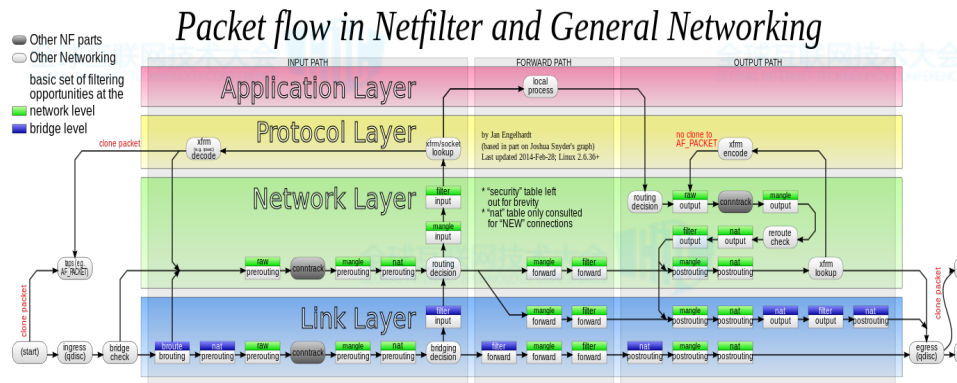 Packet flow in Netfilter and General Networking
Other NF parts
Other Networking
basic set of filtering
opportunities at the
network level
bridge level
INPUT PATH
FORWARD PATH
OUTPUT PATH
Application Layer
local
process
clone packet
Protocol Layer
xfrm
(e.g. ipsec)
decode
xfrm/socket
lookup
by Jan Engelhardt
(based in part on Joshua Snyder's graph)
Last updated 2014-Feb-28; Linux 2.6.36+
no clone to
AF_PACKET
xfrm
encode
Network Layer
filter
input
mangle
input
* “security” table left
out for brevity
* “nat” table only consulted
for “NEW” connections
routing
decision
raw
output
conntrack
mangle
output
filter
output
nat
output
reroute
check
taps (e.g.
AF_PACKET)
raw
prerouting
conntrack
mangle
prerouting
nat
prerouting
routing
decision
mangle
forward
filter
forward
mangle
postrouting
nat
postrouting
xfrm
lookup
clone packet
clone packet
Link Layer
filter
input
mangle
forward
filter
forward
mangle
postrouting
nat
postrouting
nat
output
filter
output
nat
postrouting
(start)
ingress
(qdisc)
bridge
check
broute
brouting
nat
prerouting
raw
prerouting
conntrack
mangle
prerouting
nat
prerouting
bridging
decision
filter
forward
mangle
forward
filter
forward
nat
postrouting
mangle
postrouting
nat
postrouting
egress
(qdisc)